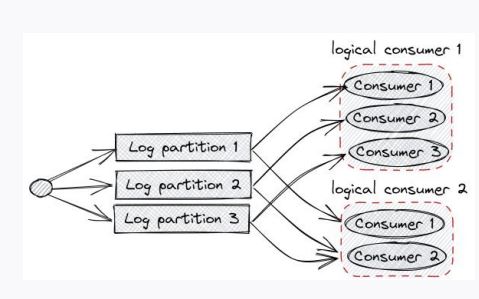 logical consumer 1
Consumer 1
Consumer 2
Consumer 3
Log partition 1
Log partition 2
Log partition 3
logical consumer 2
Consumer 1
Consumer 2